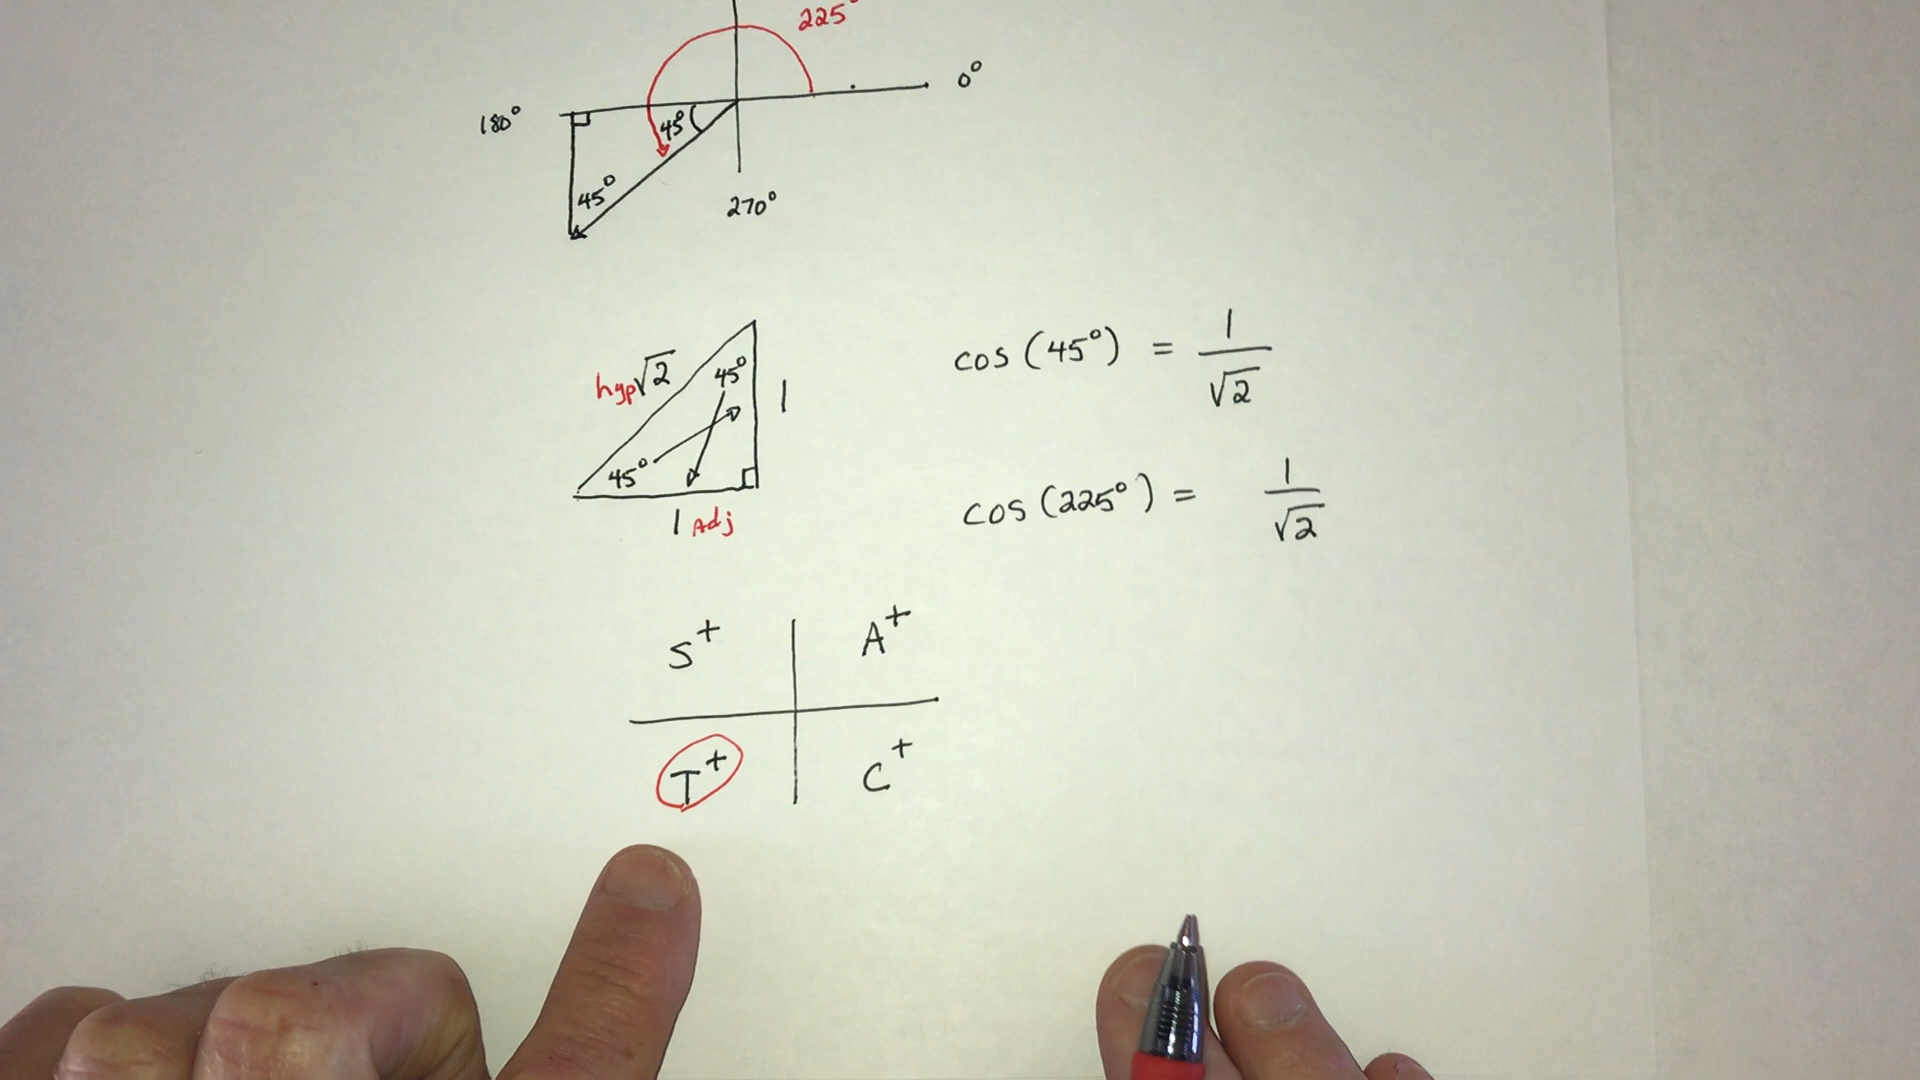 225°
0°
180°
45°
45°
270°
hyp √2
45°
1
45°
1 Adj
cos (45°) = 1/√2
cos (225°) = 1/√2
S⁺ A⁺
T⁺ C⁺